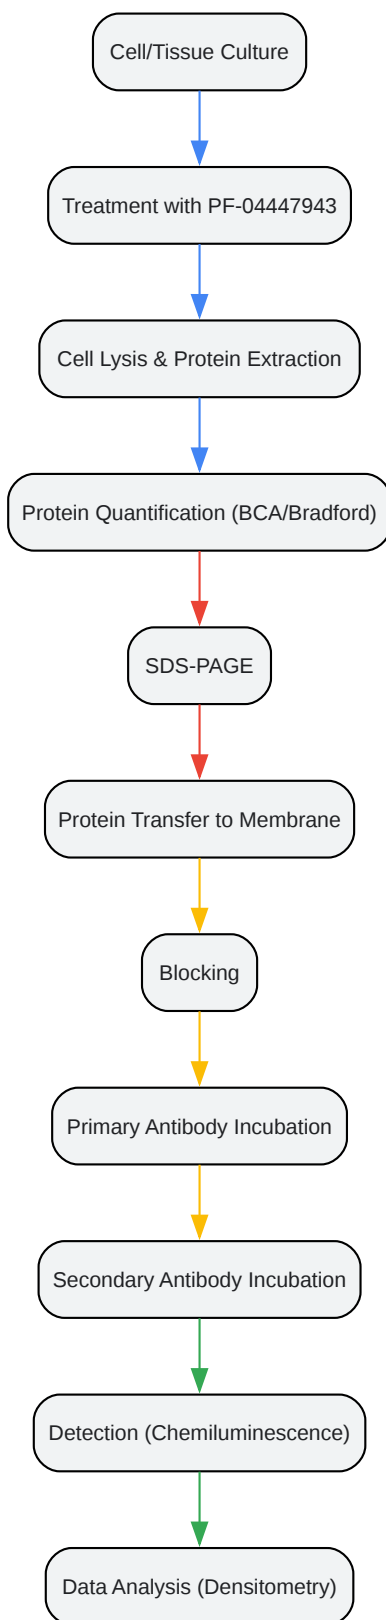 Cell/Tissue Culture
Treatment with PF-04447943
Cell Lysis & Protein Extraction
Protein Quantification (BCA/Bradford)
SDS-PAGE
Protein Transfer to Membrane
Blocking
Primary Antibody Incubation
Secondary Antibody Incubation
Detection (Chemiluminescence)
Data Analysis (Densitometry)